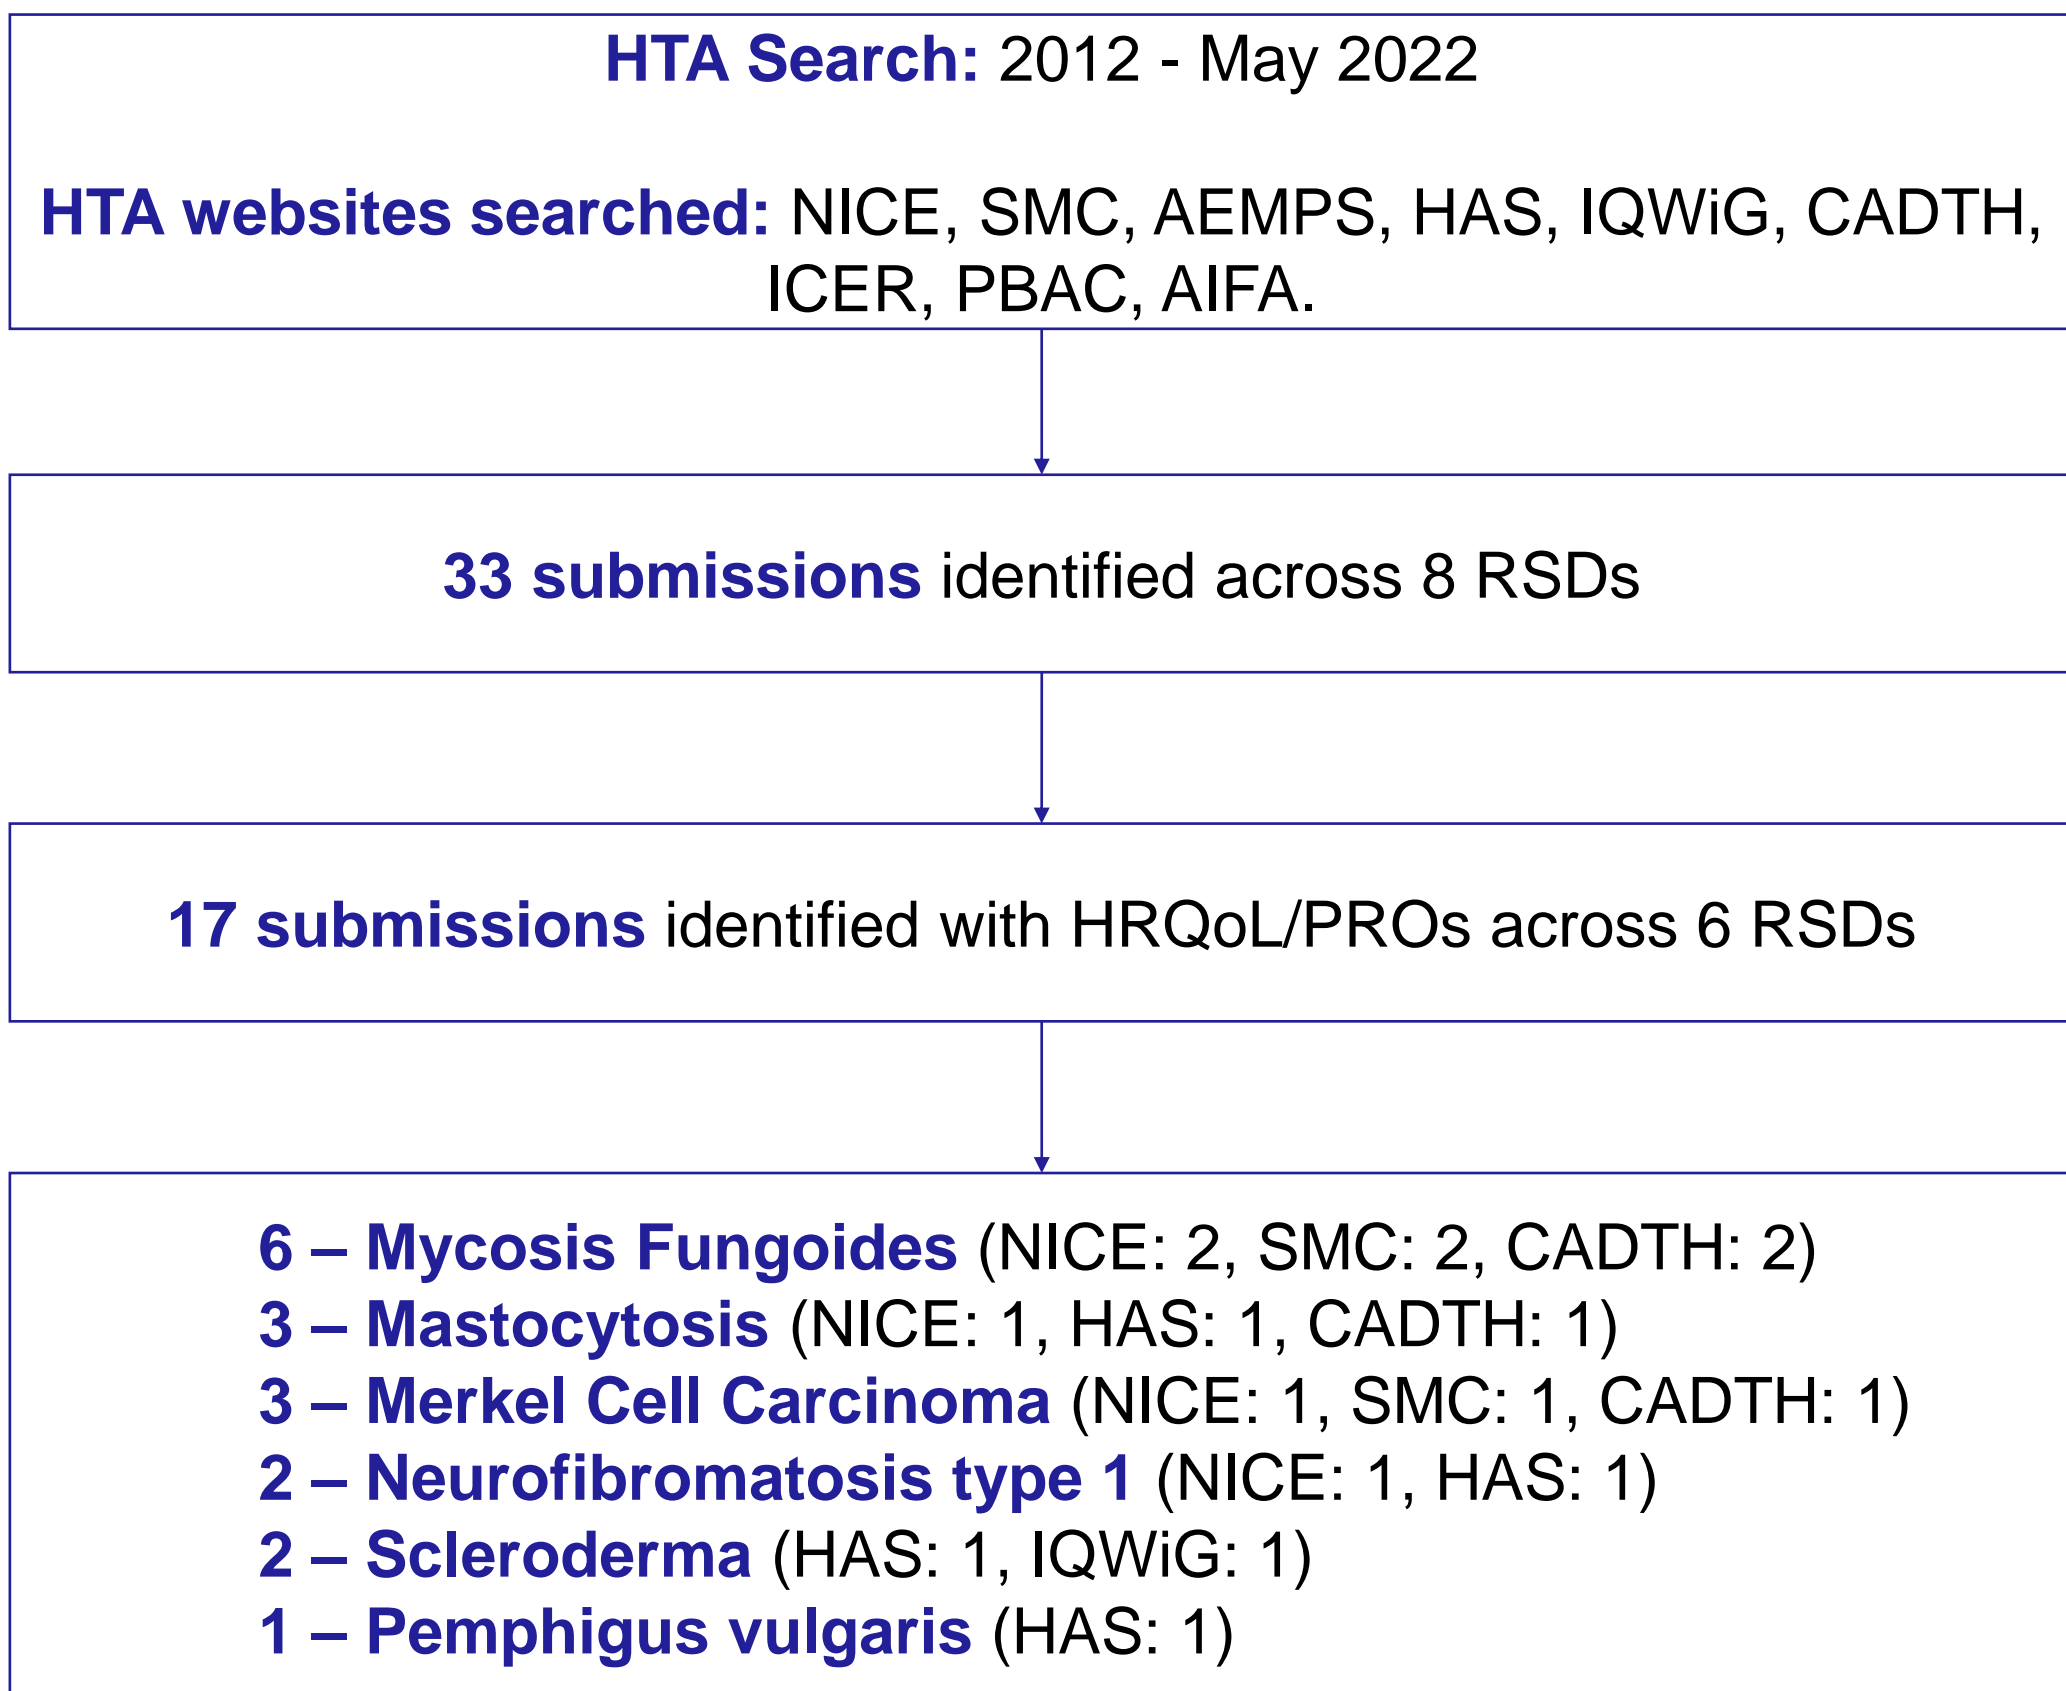 HTA Search: 2012 - May 2022
HTA websites searched: NICE, SMC, AEMPS, HAS, IQWiG, CADTH,
ICER, PBAC, AIFA.
33 submissions identified across 8 RSDs
17 submissions identified with HRQoL/PROs across 6 RSDs
6 – Mycosis Fungoides (NICE: 2, SMC: 2, CADTH: 2)
3 – Mastocytosis (NICE: 1, HAS: 1, CADTH: 1)
3 – Merkel Cell Carcinoma (NICE: 1, SMC: 1, CADTH: 1)
2 – Neurofibromatosis type 1 (NICE: 1, HAS: 1)
2 – Scleroderma (HAS: 1, IQWiG: 1)
1 – Pemphigus vulgaris (HAS: 1)